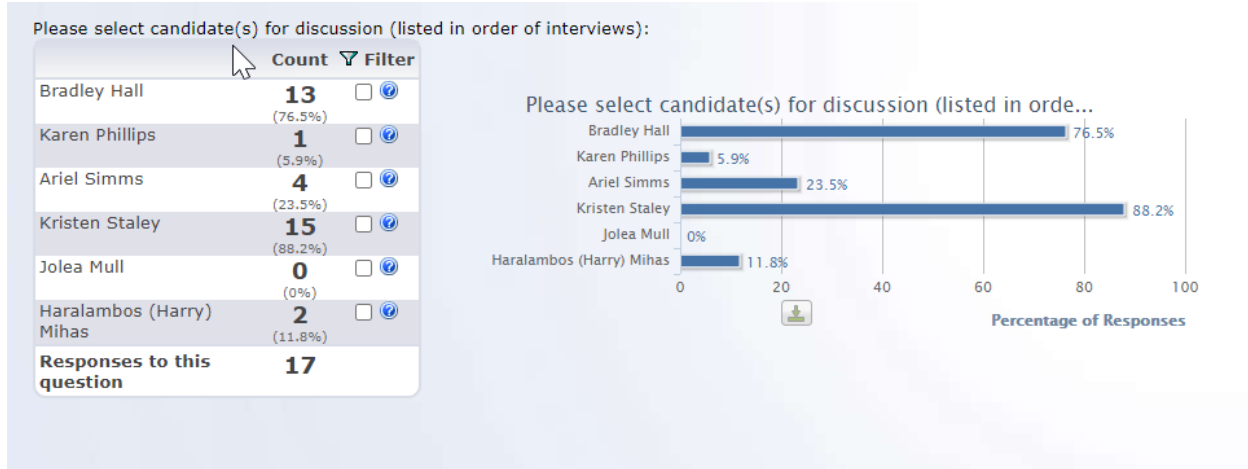 Please select candidate(s) for discussion (listed in order of interviews):
Count Filter
Bradley Hall 13
(76.5%)
Karen Phillips 1
(5.9%)
Ariel Simms 4
(23.5%)
Kristen Staley 15
(88.2%)
Jolea Mull 0
(0%)
Haralambos (Harry)
Mihas 2
(11.8%)
Responses to this
question 17
Please select candidate(s) for discussion (listed in orde...
Bradley Hall 76.5%
Karen Phillips 5.9%
Ariel Simms 23.5%
Kristen Staley 88.2%
Jolea Mull 0%
Haralambos (Harry) Mihas 11.8%
0 20 40 60 80 100
Percentage of Responses